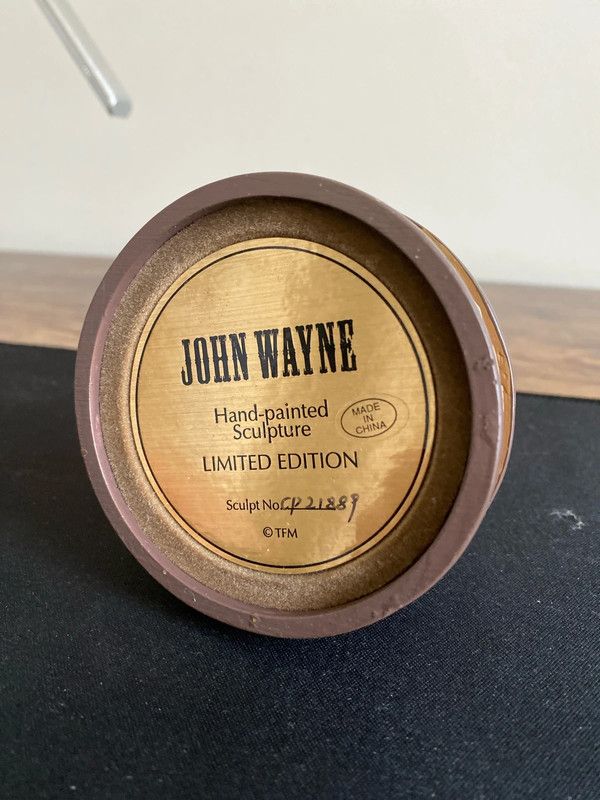 JOHN WAYNE
Hand-painted
Sculpture
MADE
IN
CHINA
LIMITED EDITION
Sculpt No. CP21889
© TFM